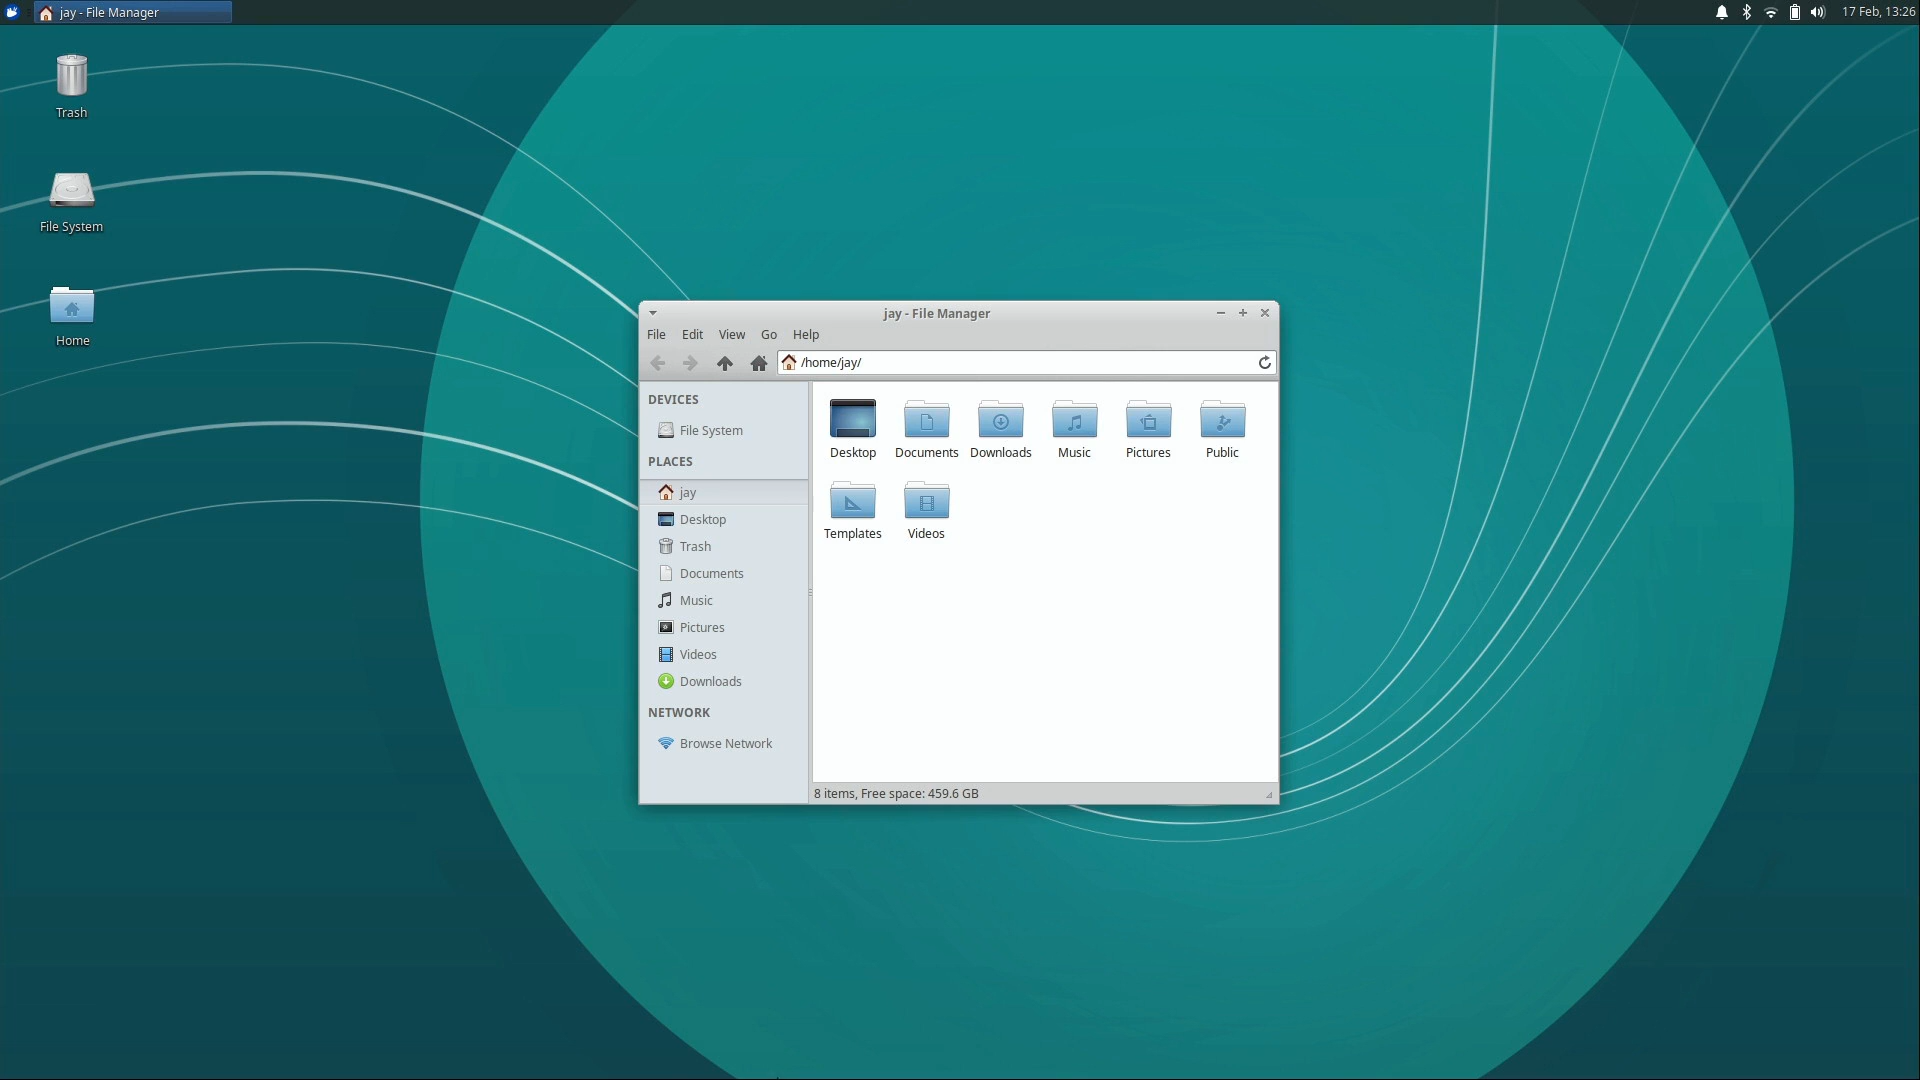 jay - File Manager
17 Feb, 13:26
Trash
File System
Home
jay - File Manager
File Edit View Go Help
/home/jay/
DEVICES
File System
PLACES
jay
Desktop
Trash
Documents
Music
Pictures
Videos
Downloads
NETWORK
Browse Network
Desktop Documents Downloads Music Pictures Public
Templates Videos
8 items, Free space: 459.6 GB